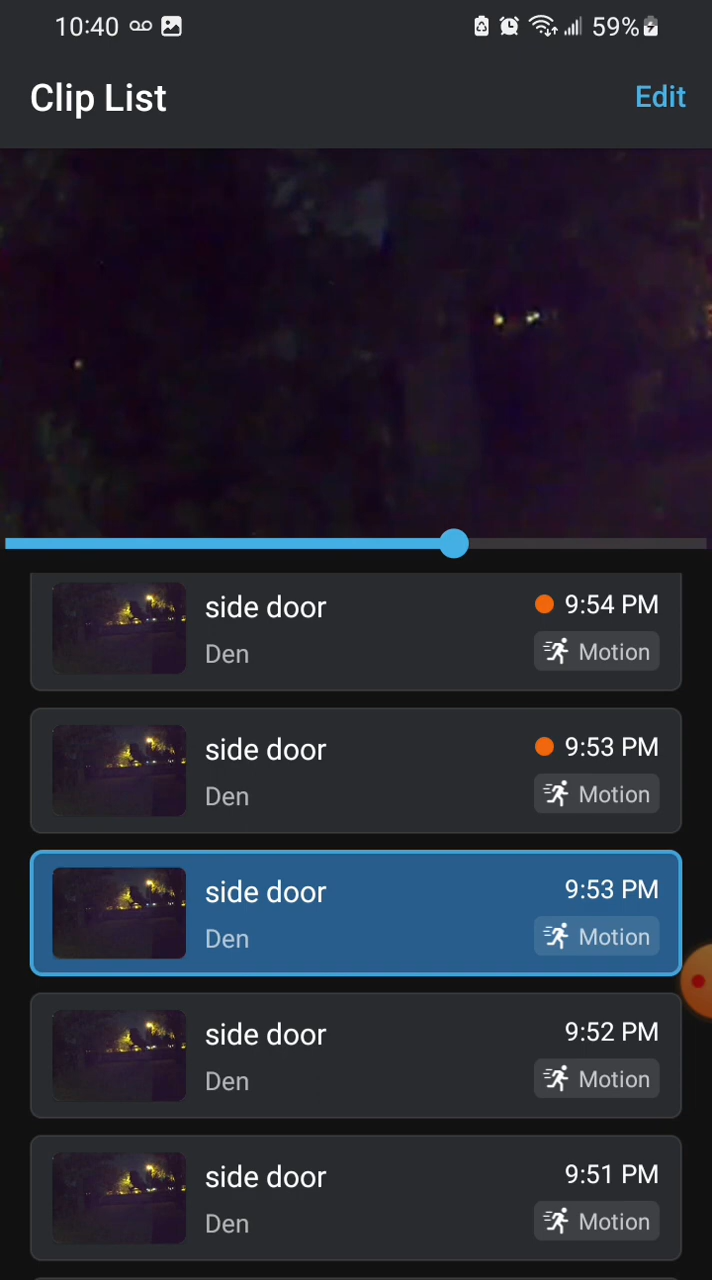 10:40 59%
Clip List Edit
side door 9:54 PM
Den Motion
side door 9:53 PM
Den Motion
side door 9:53 PM
Den Motion
side door 9:52 PM
Den Motion
side door 9:51 PM
Den Motion